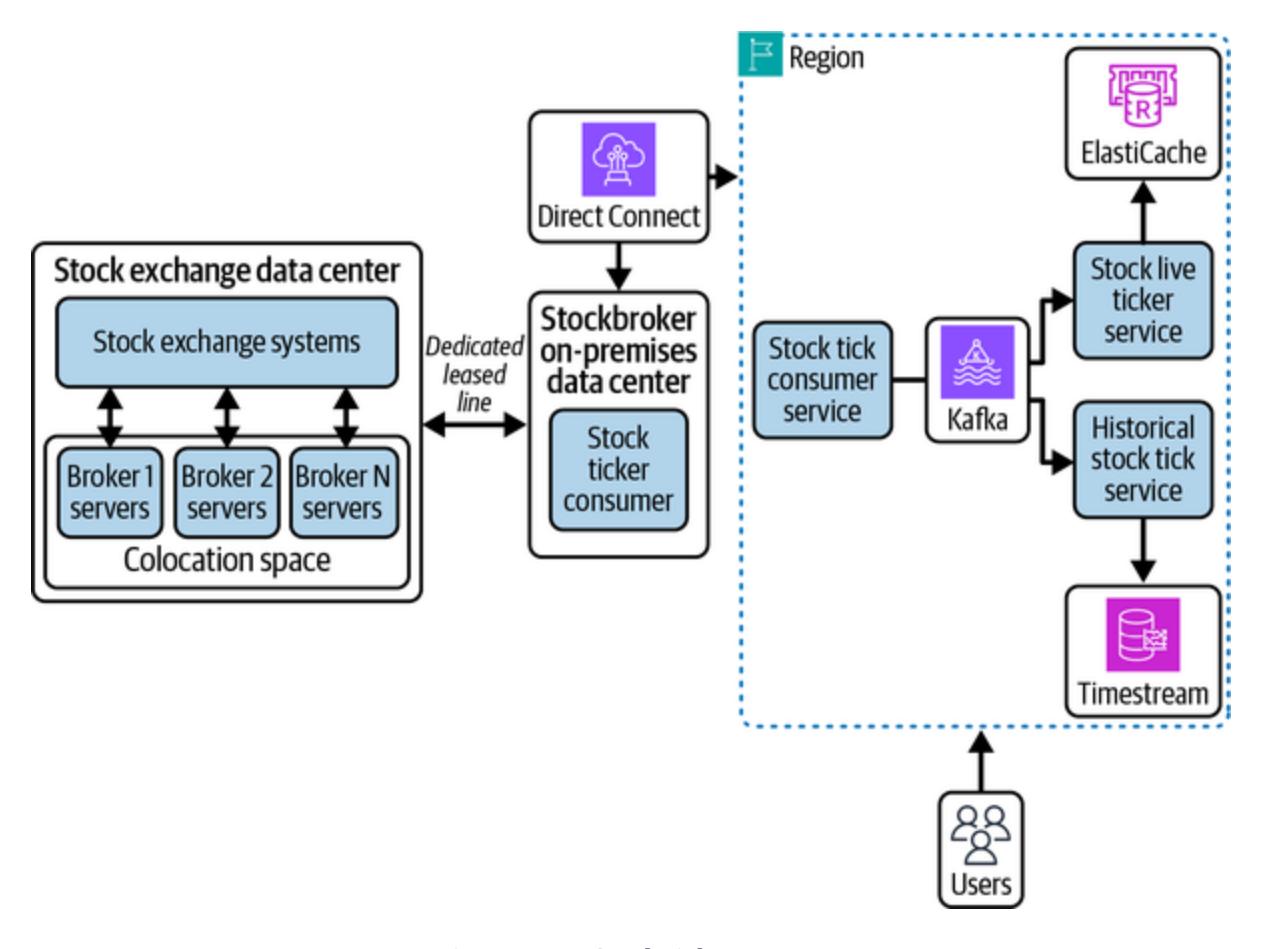 Region
ElastiCache
Direct Connect
Stock exchange data center
Stock exchange systems
Broker 1
servers
Broker 2
servers
Broker N
servers
Colocation space
Dedicated
leased
line
Stockbroker
on-premises
data center
Stock
ticker
consumer
Stock tick
consumer
service
Kafka
Stock live
ticker
service
Historical
stock tick
service
Timestream
Users